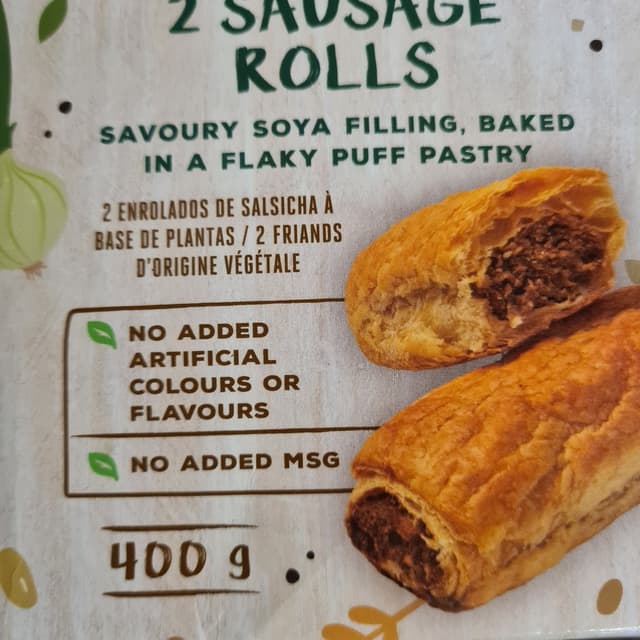 2 SAUSAGE
ROLLS
SAVOURY SOYA FILLING, BAKED
IN A FLAKY PUFF PASTRY
2 ENROLADOS DE SALSICHA À
BASE DE PLANTAS / 2 FRIANDS
D'ORIGINE VÉGÉTALE
NO ADDED
ARTIFICIAL
COLOURS OR
FLAVOURS
NO ADDED MSG
400 g